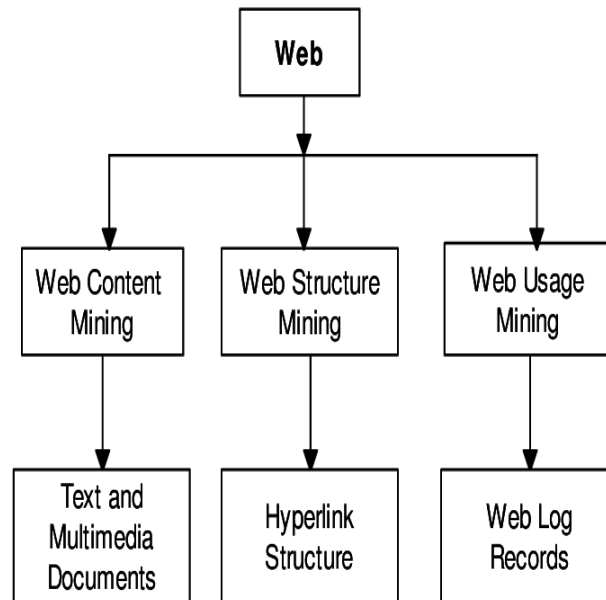 Web
Web Content
Mining
Web Structure
Mining
Web Usage
Mining
Text and
Multimedia
Documents
Hyperlink
Structure
Web Log
Records